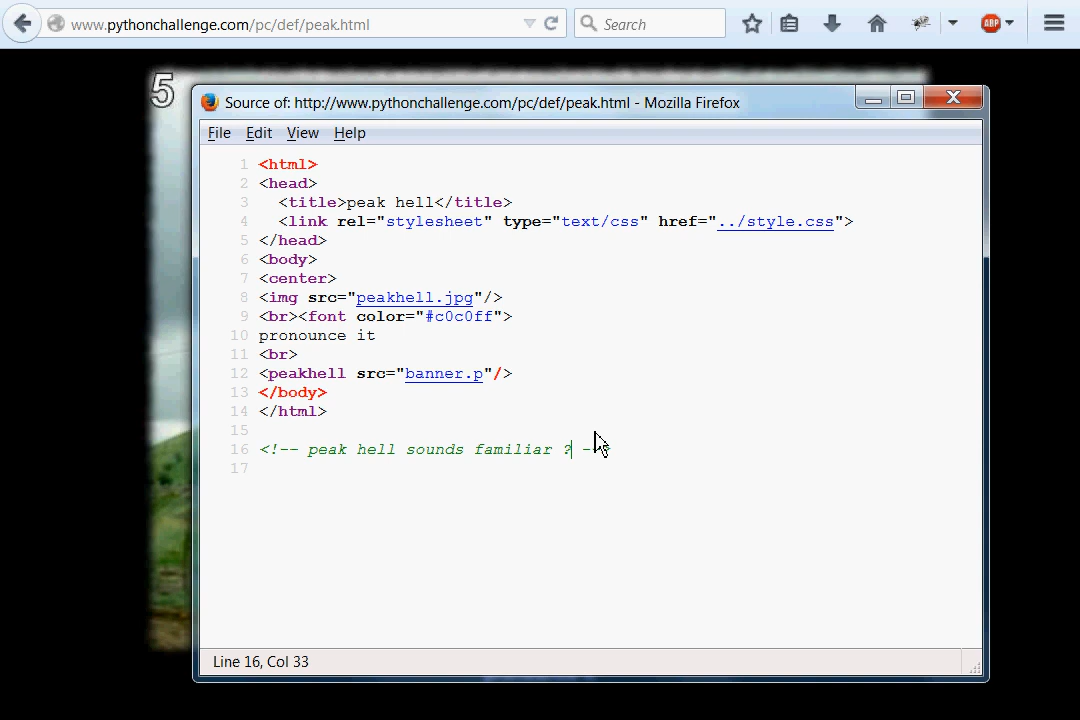 www.pythonchallenge.com/pc/def/peak.html
Search
ABP
5
Source of: http://www.pythonchallenge.com/pc/def/peak.html - Mozilla Firefox
File Edit View Help
1 <html>
2 <head>
3 <title>peak hell</title>
4 <link rel="stylesheet" type="text/css" href="../style.css">
5 </head>
6 <body>
7 <center>
8 <img src="peakhell.jpg"/>
9 <br><font color="#c0c0ff">
10 pronounce it
11 <br>
12 <peakhell src="banner.p"/>
13 </body>
14 </html>
15
16 <!-- peak hell sounds familiar ? -->
17
Line 16, Col 33